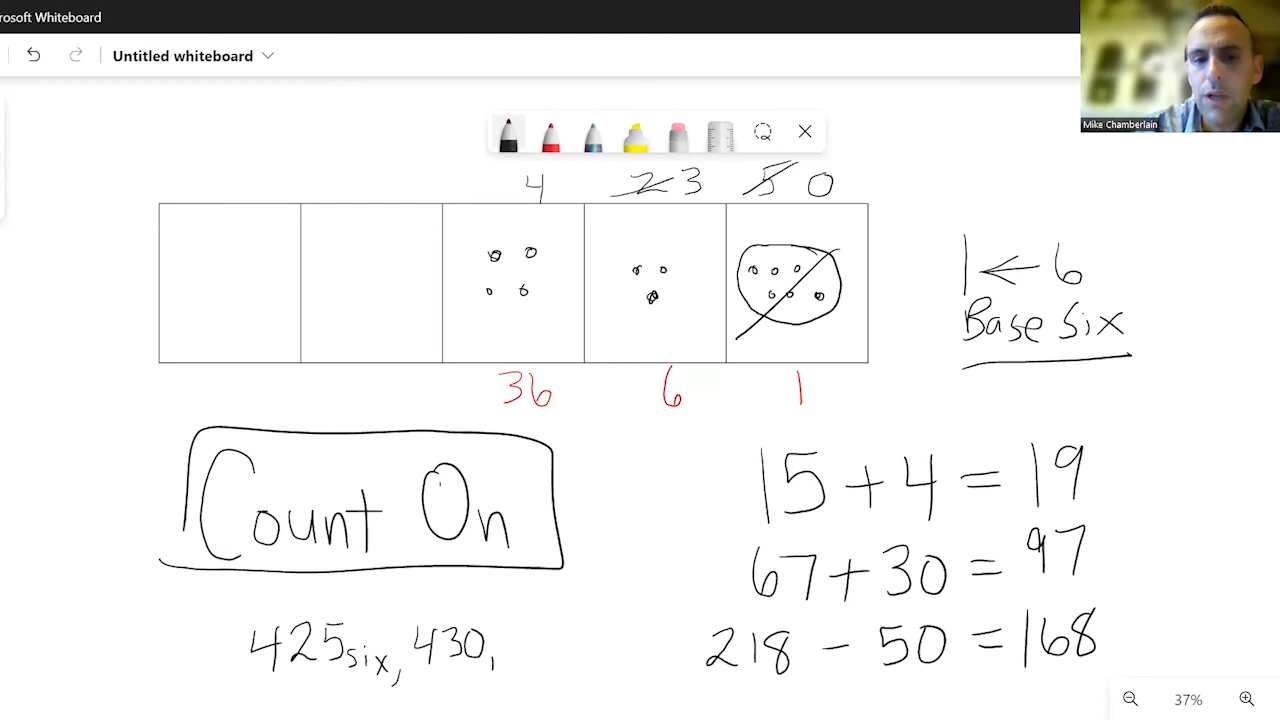 rosoft Whiteboard
Untitled whiteboard
Mike Chamberlain
4 2 3 5 0
1 ← 6
Base Six
36 6 1
Count On
15 + 4 = 19
67 + 30 = 97
218 - 50 = 168
425six, 430,
37%